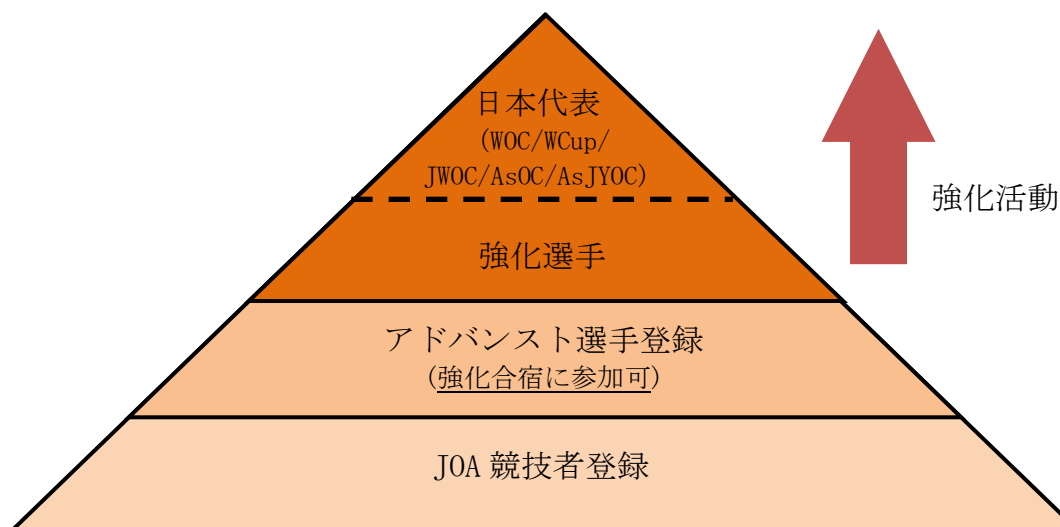 日本代表
(WOC/WCup/
JWOC/AsOC/AsJYOC)
強化活動
強化選手
アドバンスト選手登録
(強化合宿に参加可)
JOA 競技者登録